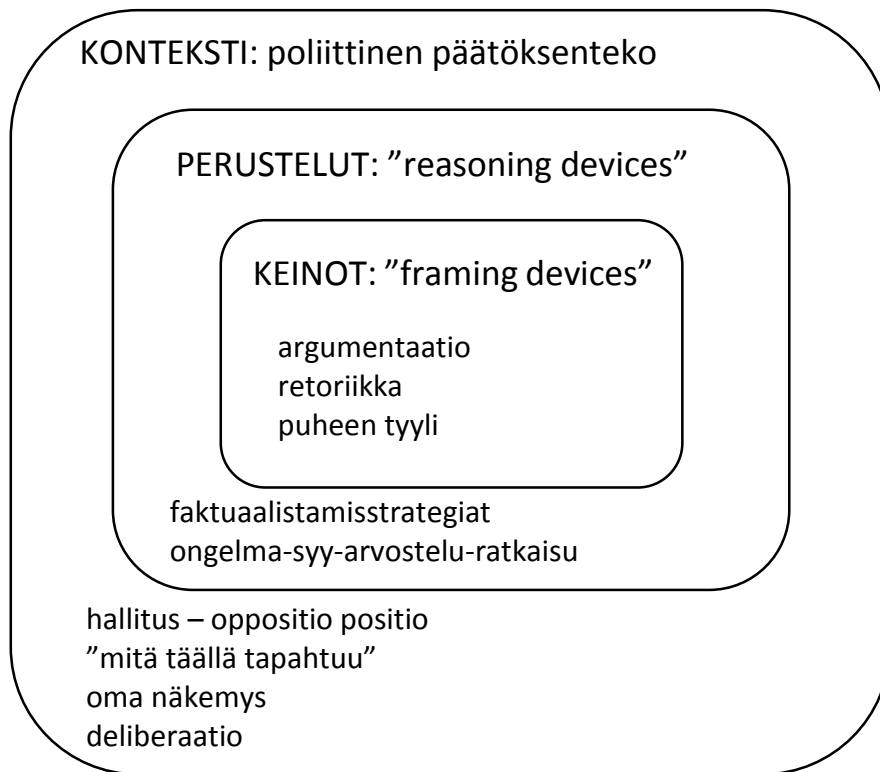 KONTEKSTI: poliittinen päätöksenteko
PERUSTELUT: ”reasoning devices”
KEINOT: ”framing devices”
argumentaatio
retoriikka
puheen tyyli
faktuaalistamisstrategiat
ongelma-syy-arvostelu-ratkaisu
hallitus – oppositio positio
”mitä täällä tapahtuu”
oma näkemys
deliberaatio